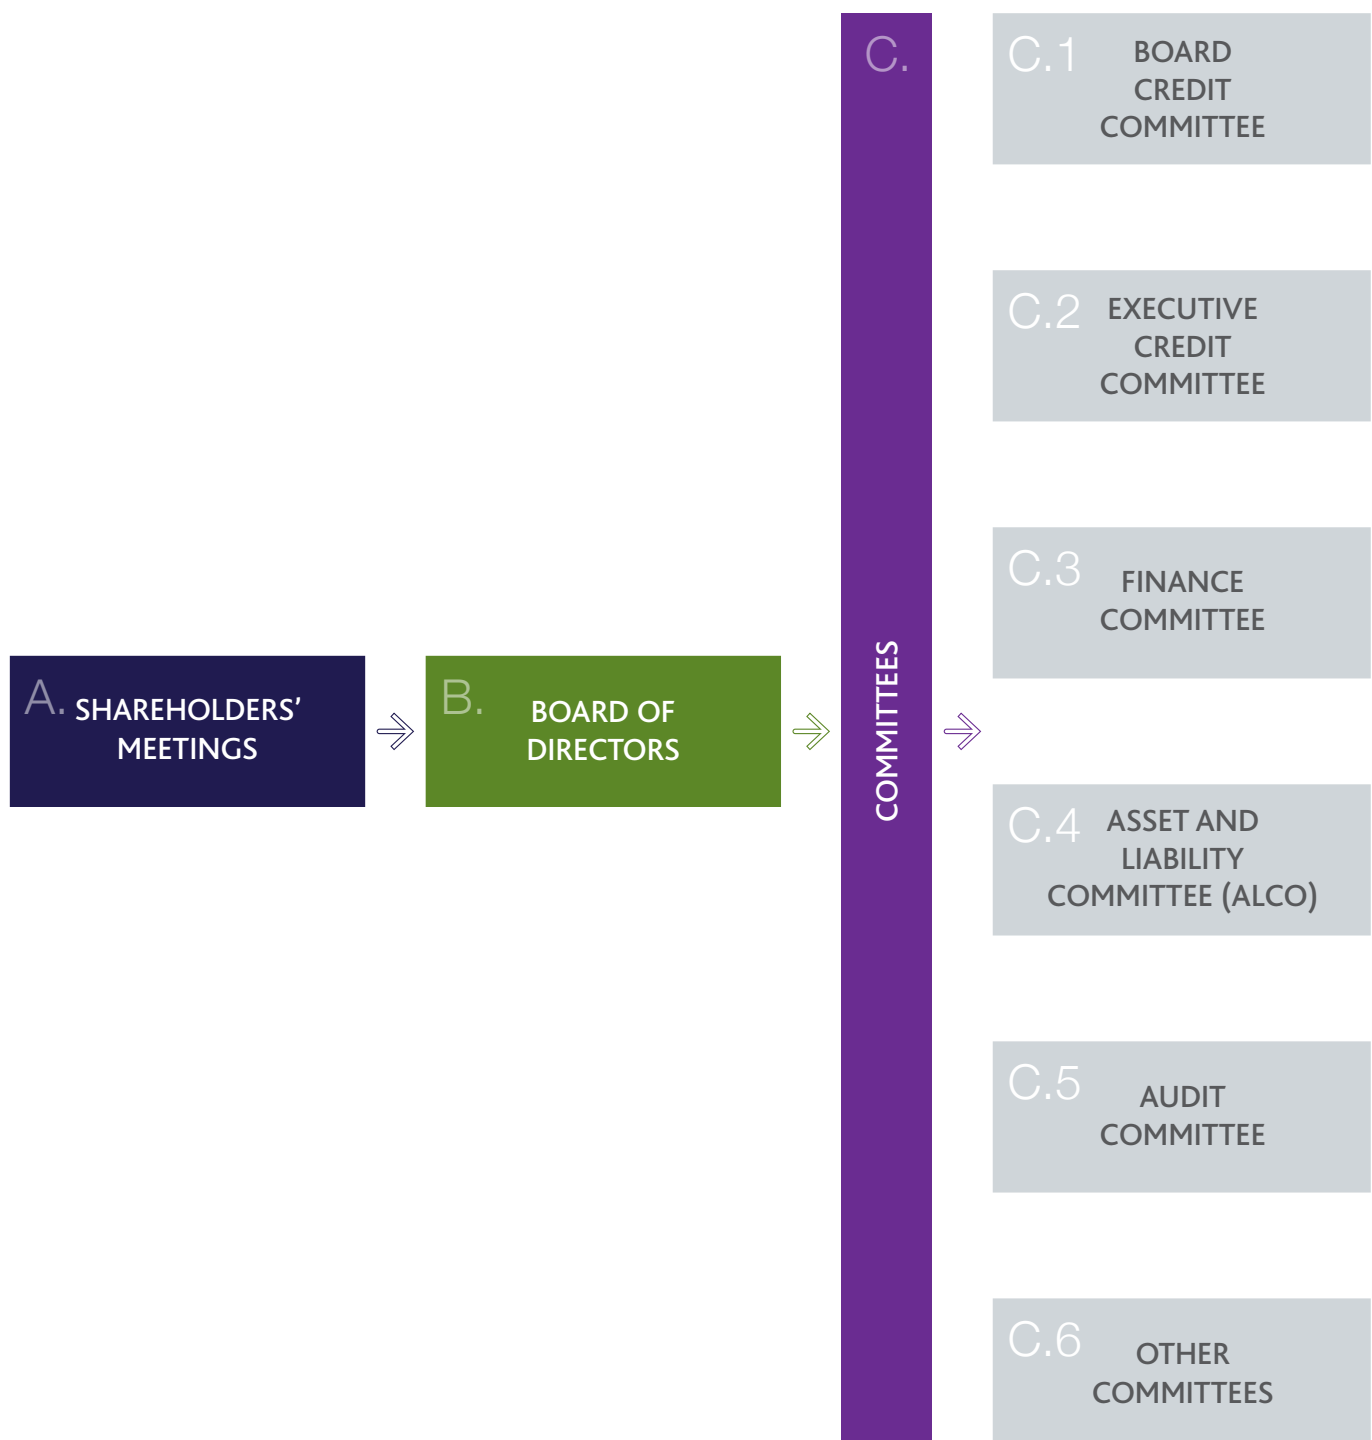 A.
SHAREHOLDERS’
MEETINGS
B.
BOARD OF
DIRECTORS
C.
COMMITTEES
C.1
BOARD
CREDIT
COMMITTEE
C.2
EXECUTIVE
CREDIT
COMMITTEE
C.3
FINANCE
COMMITTEE
C.4
ASSET AND
LIABILITY
COMMITTEE (ALCO)
C.5
AUDIT
COMMITTEE
C.6
OTHER
COMMITTEES